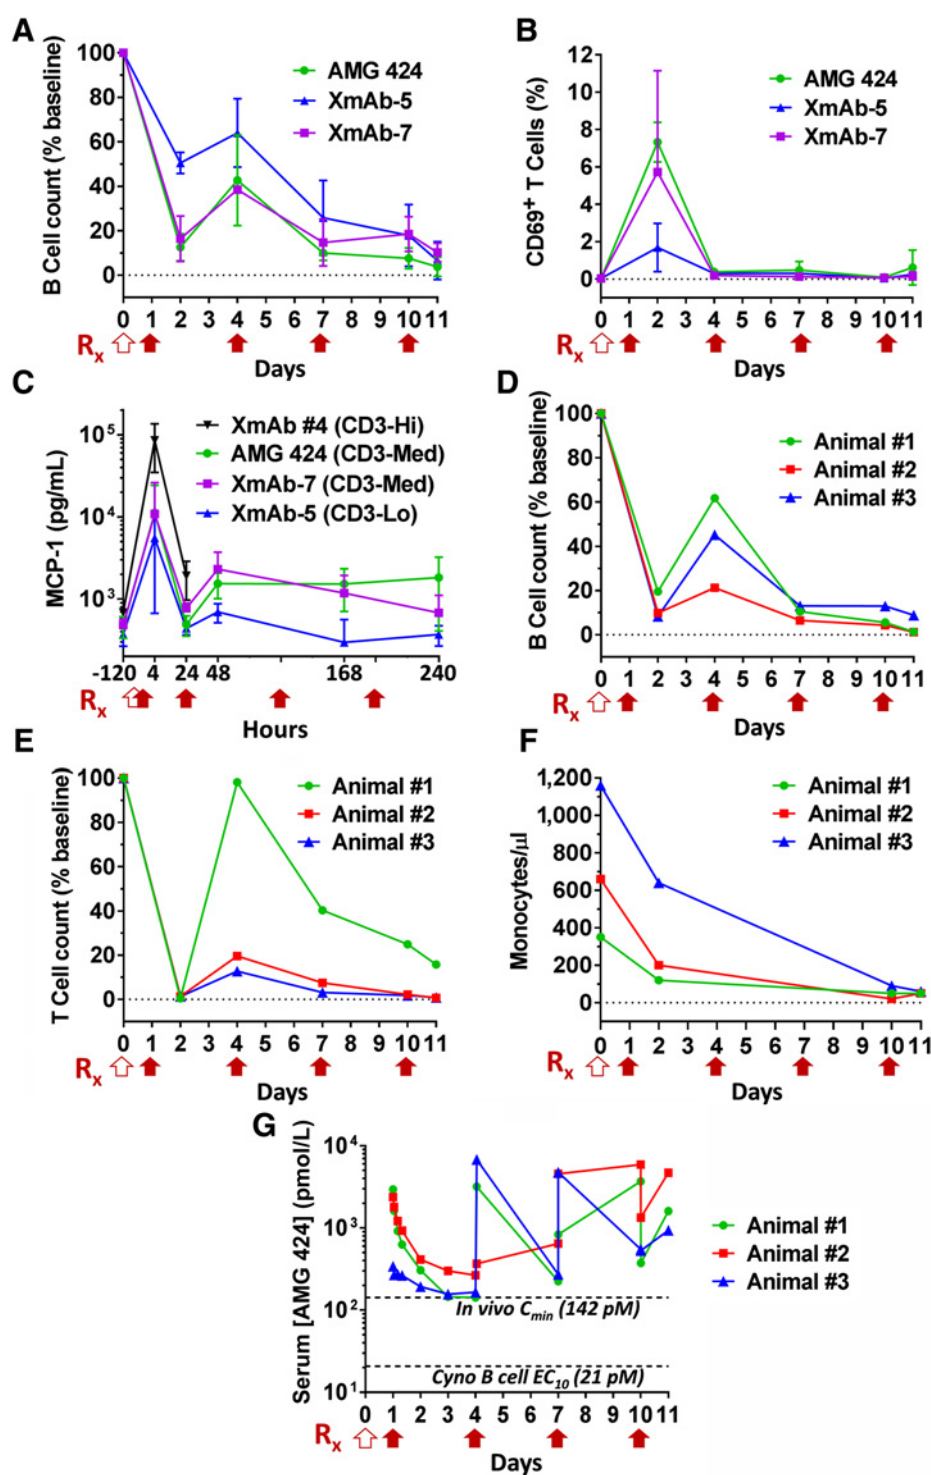 A
B Cell count (% baseline)
100
80
60
40
20
0
AMG 424
XmAb-5
XmAb-7
0 1 2 3 4 5 6 7 8 9 10 11
Rx
Days
B
CD69+ T Cells (%)
12
10
8
6
4
2
0
AMG 424
XmAb-5
XmAb-7
0 1 2 3 4 5 6 7 8 9 10 11
Rx
Days
C
MCP-1 (pg/mL)
10^5
10^4
10^3
XmAb #4 (CD3-Hi)
AMG 424 (CD3-Med)
XmAb-7 (CD3-Med)
XmAb-5 (CD3-Lo)
-120 4 24 48 168 240
Rx
Hours
D
B Cell count (% baseline)
100
80
60
40
20
0
Animal #1
Animal #2
Animal #3
0 1 2 3 4 5 6 7 8 9 10 11
Rx
Days
E
T Cell count (% baseline)
100
80
60
40
20
0
Animal #1
Animal #2
Animal #3
0 1 2 3 4 5 6 7 8 9 10 11
Rx
Days
F
Monocytes/µl
1,200
1,000
800
600
400
200
0
Animal #1
Animal #2
Animal #3
0 1 2 3 4 5 6 7 8 9 10 11
Rx
Days
G
Serum [AMG 424] (pmol/L)
10^4
10^3
10^2
10^1
Animal #1
Animal #2
Animal #3
In vivo Cmin (142 pM)
Cyno B cell EC10 (21 pM)
0 1 2 3 4 5 6 7 8 9 10 11
Rx
Days